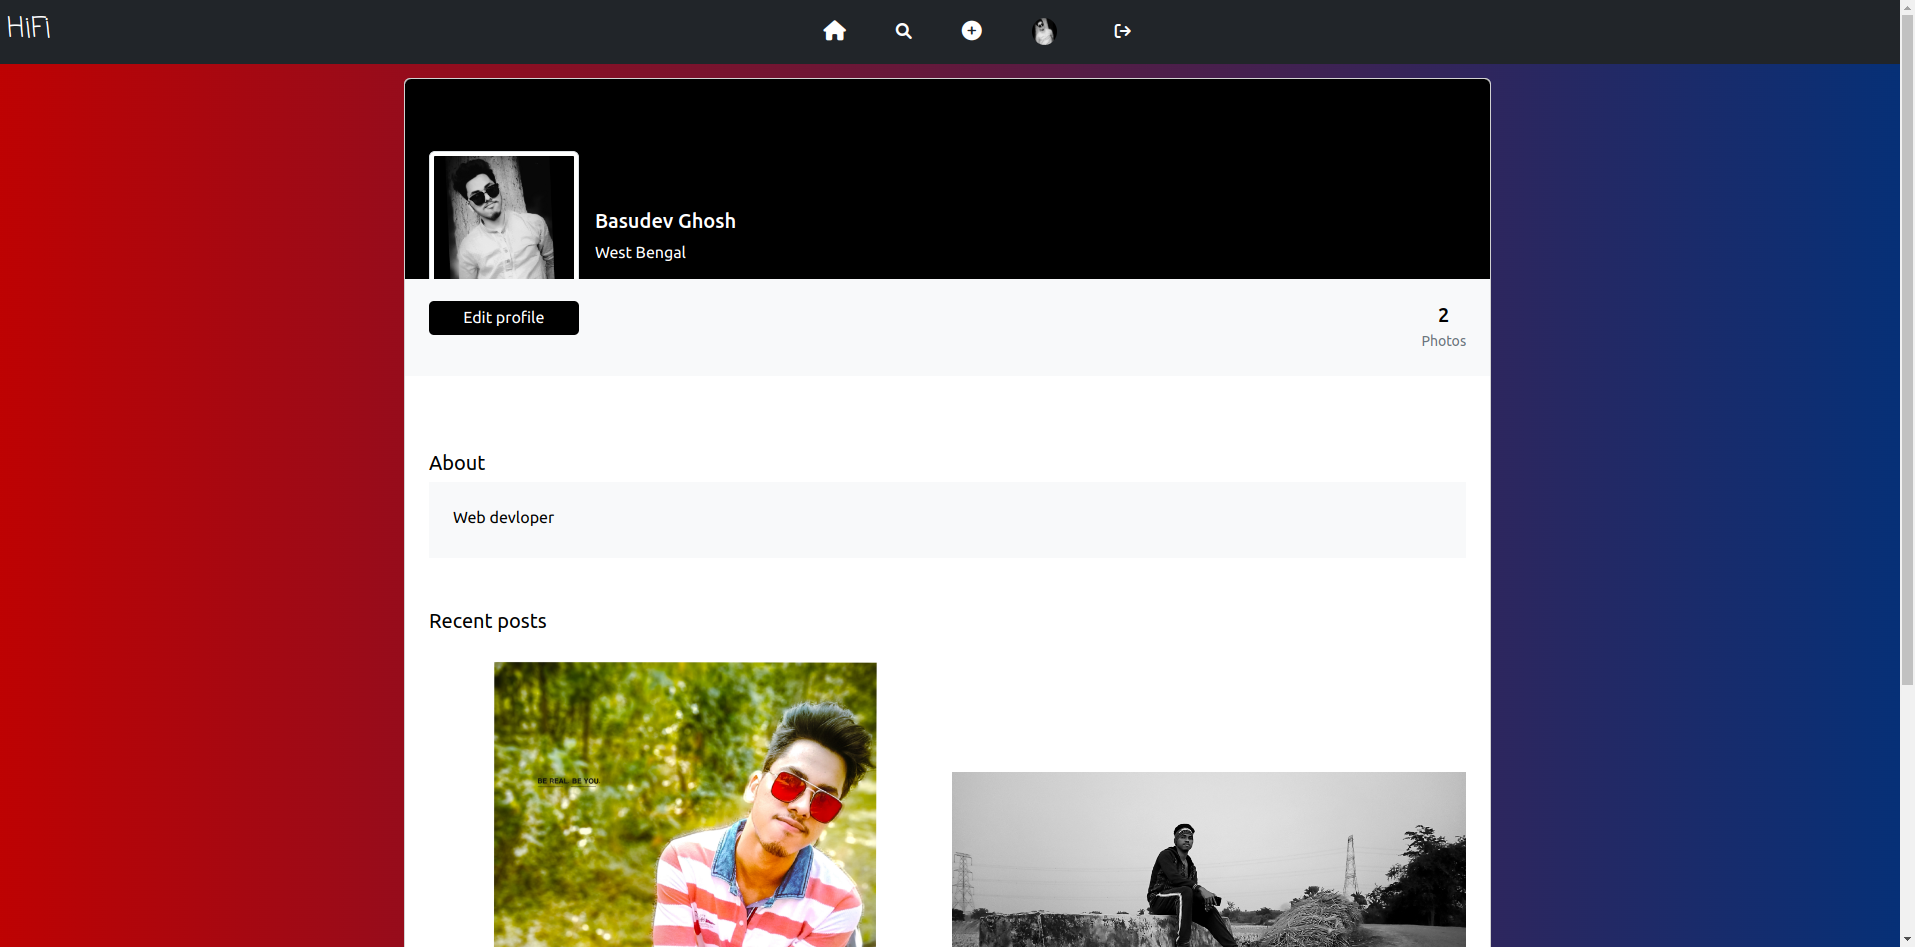 HiFi
Basudev Ghosh
West Bengal
Edit profile
2
Photos
About
Web devloper
Recent posts
BE REAL. BE YOU.